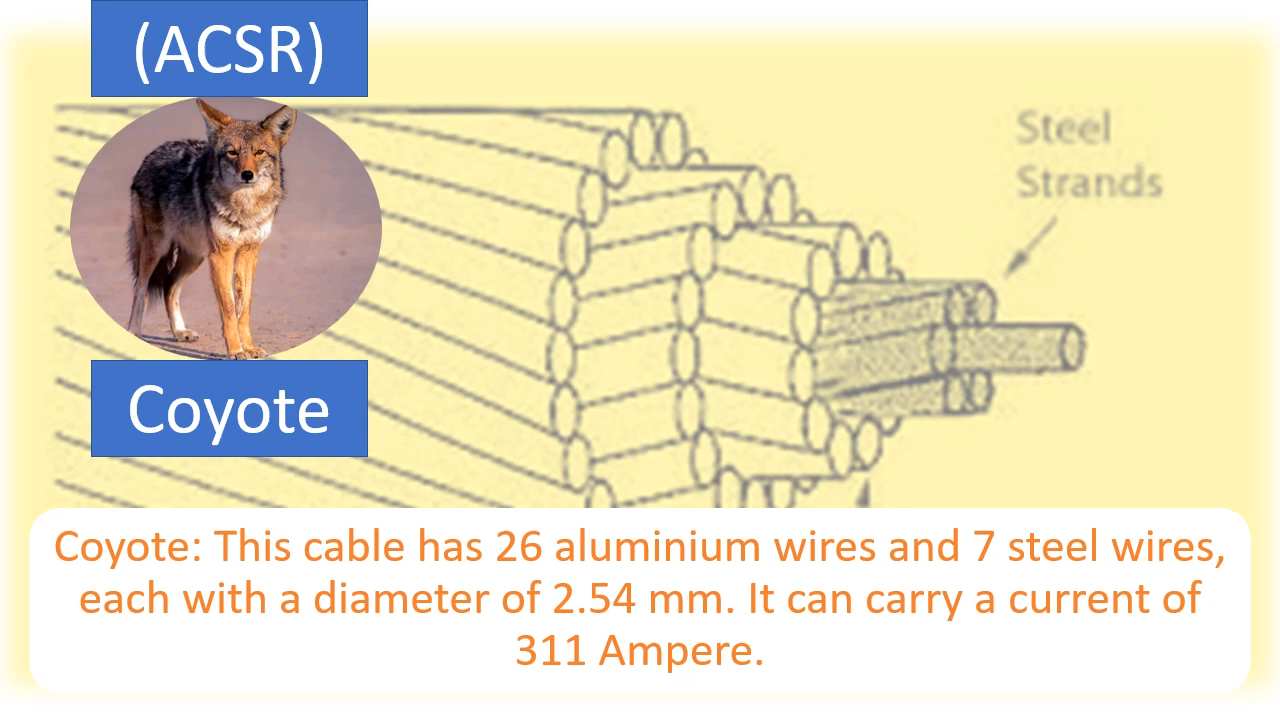 (ACSR)
Steel
Strands
Coyote
Coyote: This cable has 26 aluminium wires and 7 steel wires,
each with a diameter of 2.54 mm. It can carry a current of
311 Ampere.